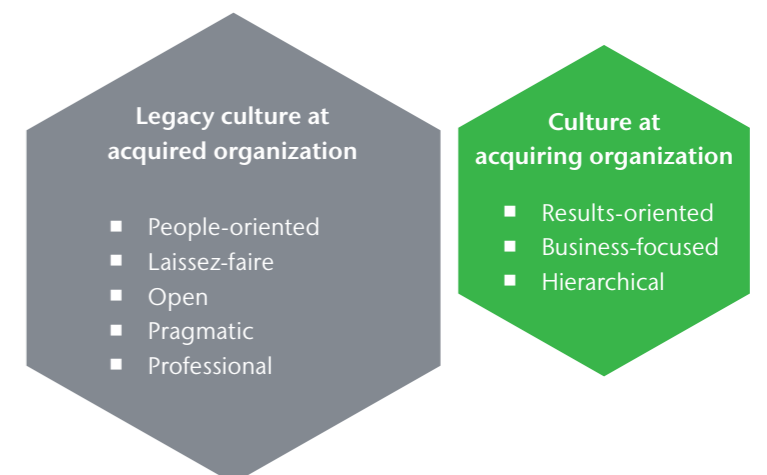 Legacy culture at
acquired organization
■ People-oriented
■ Laissez-faire
■ Open
■ Pragmatic
■ Professional
Culture at
acquiring organization
■ Results-oriented
■ Business-focused
■ Hierarchical